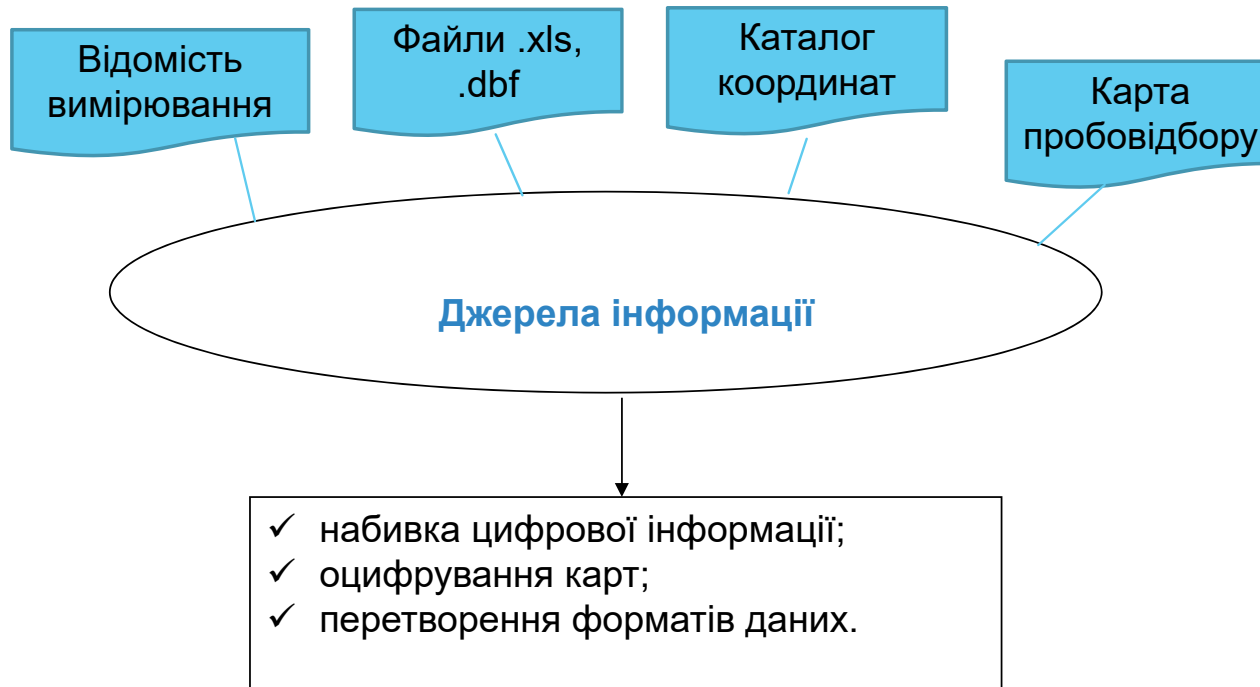 Відомість
вимірювання
Файли .xls,
.dbf
Каталог
координат
Карта
пробовідбору
Джерела інформації
✓ набивка цифрової інформації;
✓ оцифрування карт;
✓ перетворення форматів даних.